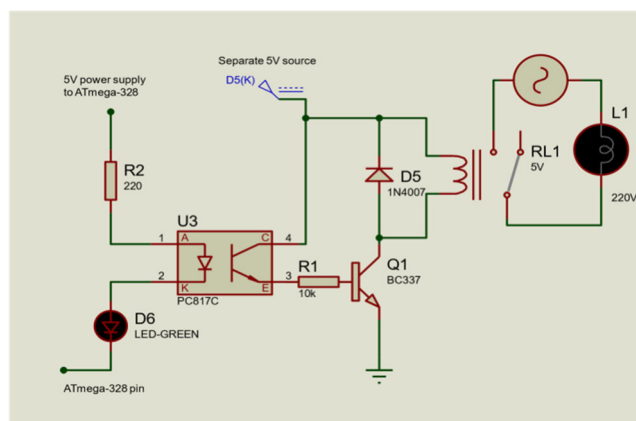 Separate 5V source
D5(K)
5V power supply
to ATmega-328
L1
RL1
5V
220V
R2
220
D5
1N4007
U3
1
A
C
4
2
K
E
3
PC817C
R1
10k
Q1
BC337
D6
LED-GREEN
ATmega-328 pin